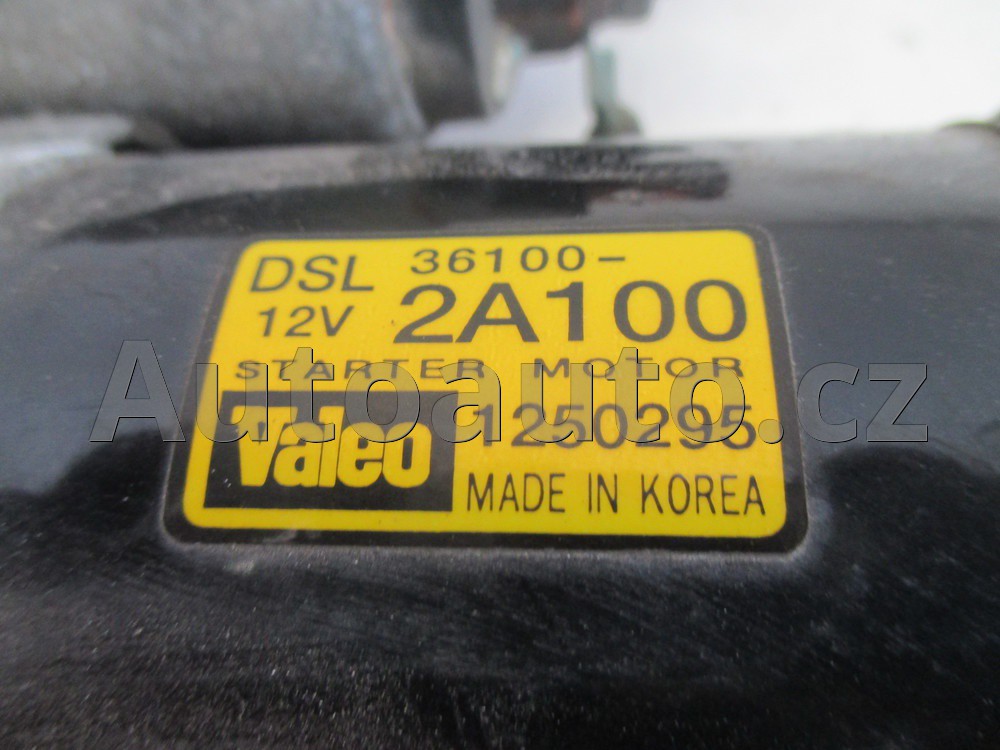 DSL 36100-
12V 2A100
STARTER MOTOR
Autoauto.cz
Valeo 1250295
MADE IN KOREA